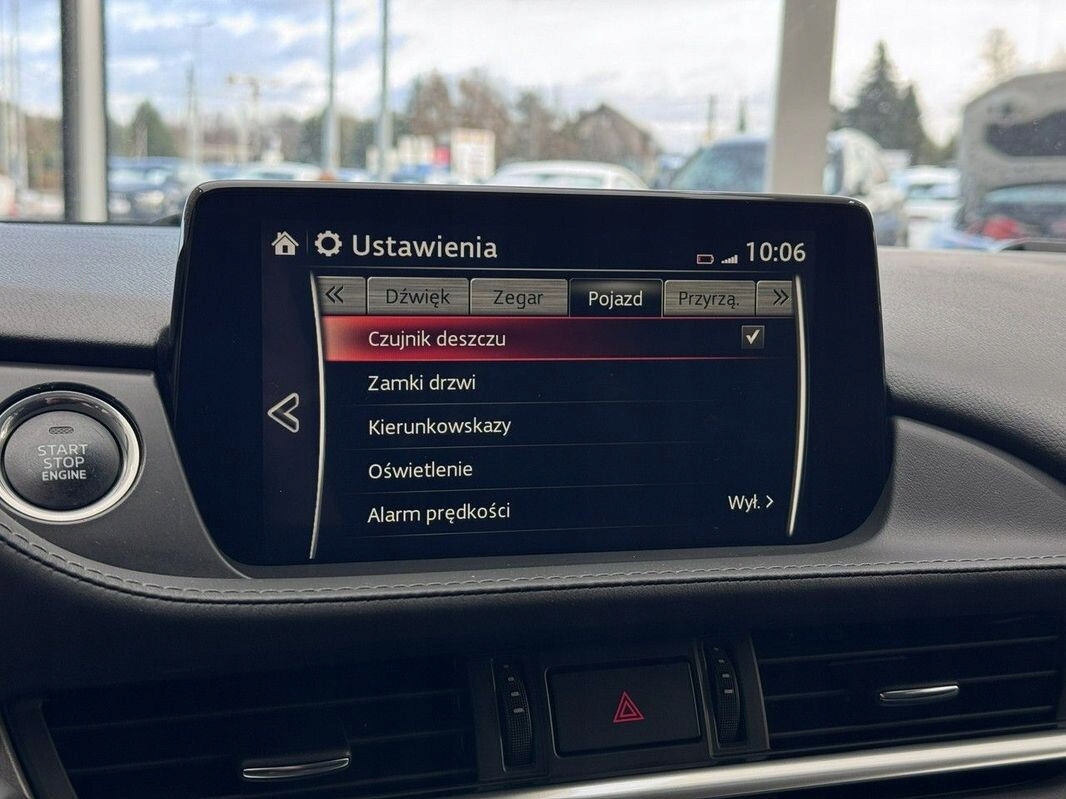 Ustawienia
10:06
Dźwięk Zegar Pojazd Przyrzą.
Czujnik deszczu
Zamki drzwi
Kierunkowskazy
Oświetlenie
Alarm prędkości Wył.
START
STOP
ENGINE